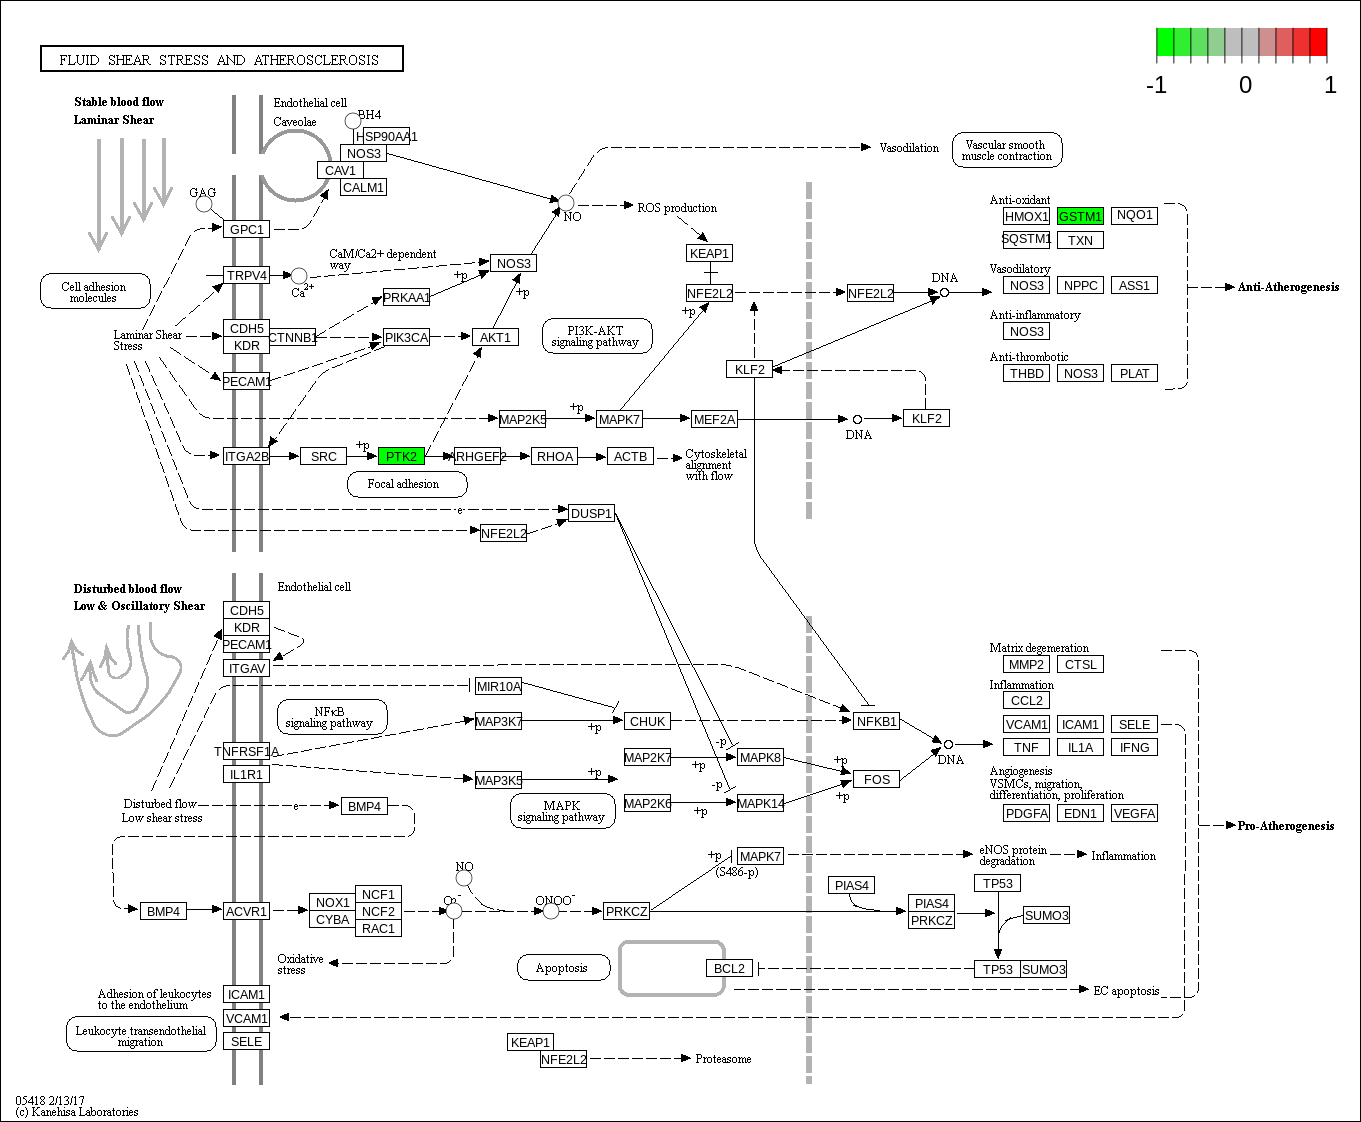 FLUID SHEAR STRESS AND ATHEROSCLEROSIS
-1 0 1
Stable blood flow
Laminar Shear
Endothelial cell
Caveolae
BH4
HSP90AA1
NOS3
CAV1
CALM1
GAG
GPC1
Vasodilation
Vascular smooth
muscle contraction
NO
ROS production
Anti-oxidant
HMOX1 GSTM1 NQO1
SQSTM1 TXN
CaM/Ca2+ dependent
way
KEAP1
TRPV4
Ca2+
NOS3
+p
+p
Cell adhesion
molecules
PRKAA1
NFE2L2
+p
NFE2L2
DNA
Vasodilatory
NOS3 NPPC ASS1
Anti-Atherogenesis
Laminar Shear
Stress
CDH5
KDR
CTNNB1
PIK3CA
AKT1
PI3K-AKT
signaling pathway
Anti-inflammatory
NOS3
PECAM1
KLF2
Anti-thrombotic
THBD NOS3 PLAT
MAP2K5
+p
MAPK7
MEF2A
DNA
KLF2
ITGA2B
SRC
+p
PTK2
ARHGEF2
RHOA
ACTB
Cytoskeletal
alignment
with flow
Focal adhesion
e
DUSP1
NFE2L2
Disturbed blood flow
Low & Oscillatory Shear
Endothelial cell
CDH5
KDR
PECAM1
ITGAV
MIR10A
NFκB
signaling pathway
MAP3K7
+p
CHUK
NFKB1
Matrix degeneration
MMP2 CTSL
Inflammation
CCL2
VCAM1 ICAM1 SELE
TNF IL1A IFNG
TNFRSF1A
IL1R1
MAP2K7
+p
-p
MAPK8
+p
DNA
MAP3K5
+p
FOS
Angiogenesis
VSMCs, migration,
differentiation, proliferation
PDGFA EDN1 VEGFA
MAPK
signaling pathway
MAP2K6
+p
-p
MAPK14
+p
Disturbed flow
Low shear stress
e
BMP4
Pro-Atherogenesis
+p
MAPK7
(S486-p)
eNOS protein
degradation
Inflammation
NO
BMP4
ACVR1
NOX1
CYBA
NCF1
NCF2
RAC1
O2-
ONOO-
PRKCZ
PIAS4
PIAS4
PRKCZ
TP53
SUMO3
Oxidative
stress
Apoptosis
BCL2
TP53 SUMO3
EC apoptosis
Adhesion of leukocytes
to the endothelium
ICAM1
VCAM1
SELE
Leukocyte transendothelial
migration
KEAP1
NFE2L2
Proteasome
05418 2/13/17
(c) Kanehisa Laboratories